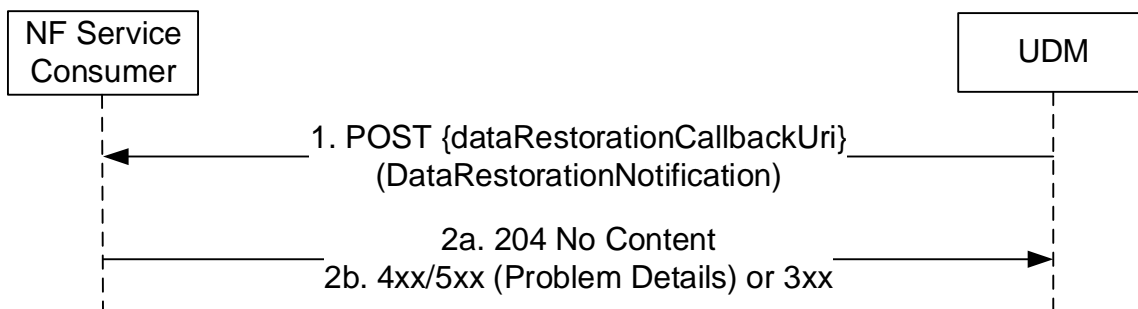 NF Service
Consumer
UDM
1. POST {dataRestorationCallbackUri}
(DataRestorationNotification)
2a. 204 No Content
2b. 4xx/5xx (Problem Details) or 3xx